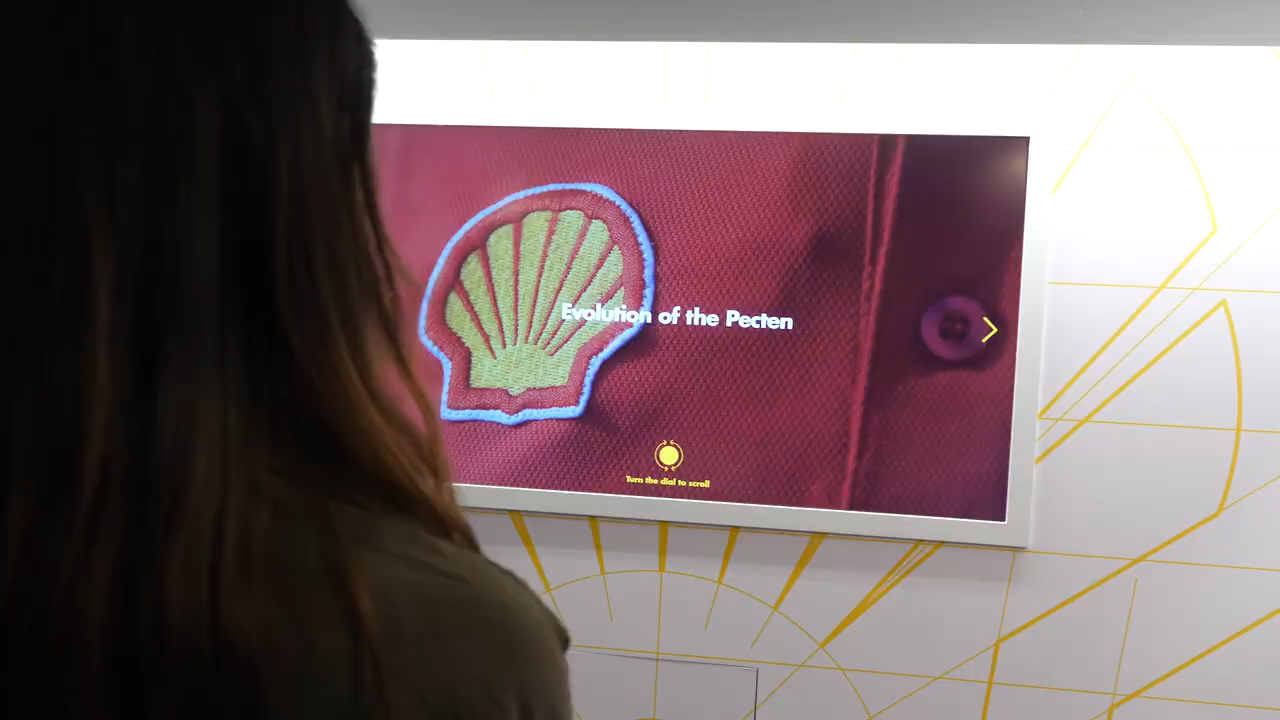 Evolution of the Pecten
Turn the dial to scroll